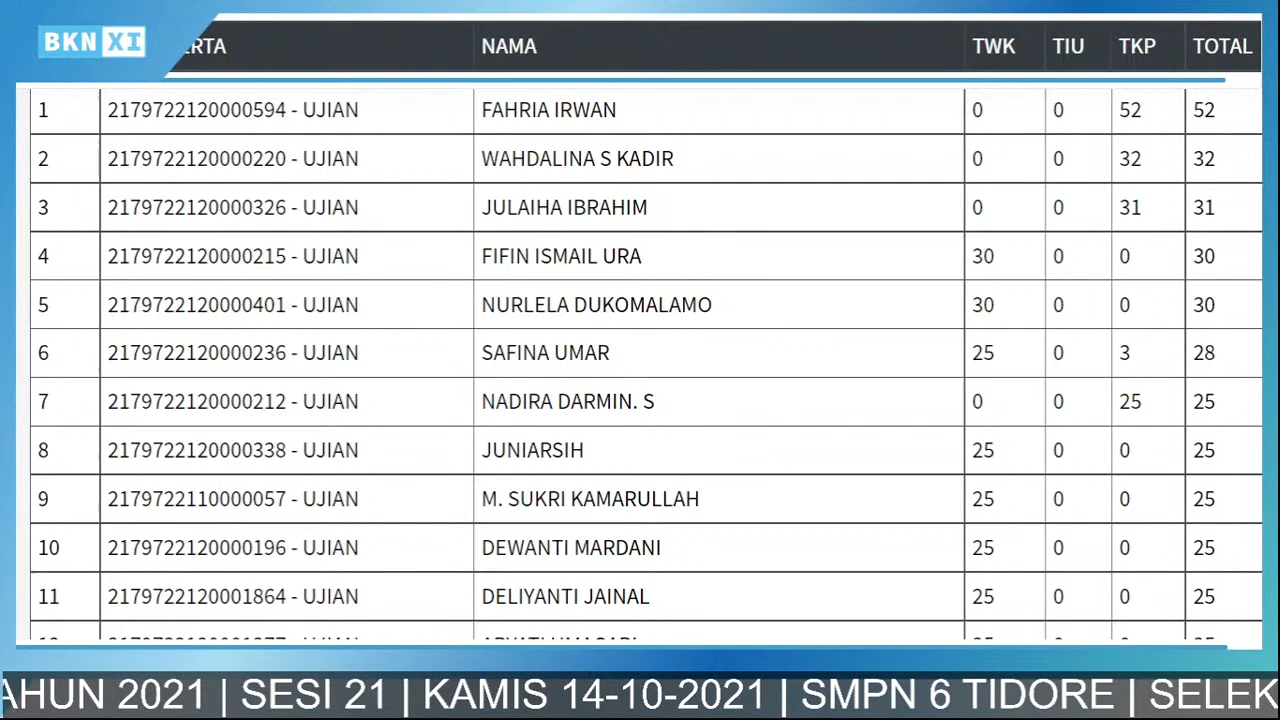 BKN XI
ERTA NAMA TWK TIU TKP TOTAL
1 2179722120000594 - UJIAN FAHRIA IRWAN 0 0 52 52
2 2179722120000220 - UJIAN WAHDALINA S KADIR 0 0 32 32
3 2179722120000326 - UJIAN JULAIHA IBRAHIM 0 0 31 31
4 2179722120000215 - UJIAN FIFIN ISMAIL URA 30 0 0 30
5 2179722120000401 - UJIAN NURLELA DUKOMALAMO 30 0 0 30
6 2179722120000236 - UJIAN SAFINA UMAR 25 0 3 28
7 2179722120000212 - UJIAN NADIRA DARMIN. S 0 0 25 25
8 2179722120000338 - UJIAN JUNIARSIH 25 0 0 25
9 2179722110000057 - UJIAN M. SUKRI KAMARULLAH 25 0 0 25
10 2179722120000196 - UJIAN DEWANTI MARDANI 25 0 0 25
11 2179722120001864 - UJIAN DELIYANTI JAINAL 25 0 0 25
AHUN 2021 | SESI 21 | KAMIS 14-10-2021 | SMPN 6 TIDORE | SELEK